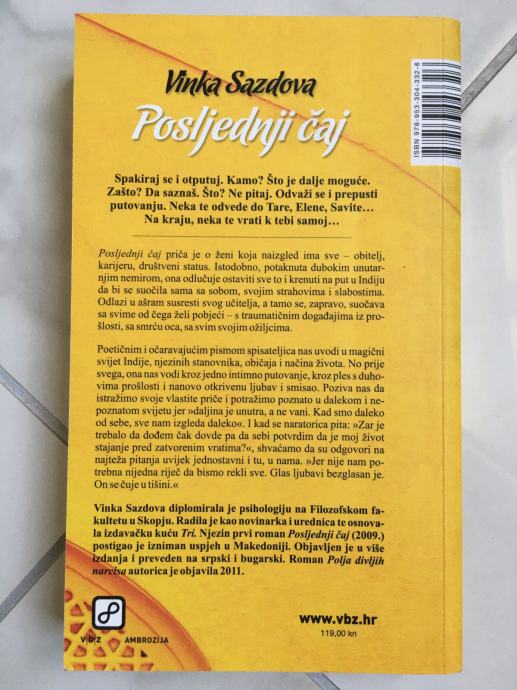 Vinka Sazdova
Posljednji čaj
ISBN 978-953-304-332-6
Spakiraj se i otputuj. Kamo? Što je dalje moguće.
Zašto? Da saznaš. Što? Ne pitaj. Odvaži se i prepusti
putovanju. Neka te odvede do Tare, Elene, Savite...
Na kraju, neka te vrati k tebi samoj...
Posljednji čaj priča je o ženi koja naizgled ima sve – obitelj,
karijeru, društveni status. Istodobno, potaknuta dubokim unutar-
njim nemirom, ona odlučuje ostaviti sve to i krenuti na put u Indiju
da bi se suočila sama sa sobom, svojim strahovima i slabostima.
Odlazi u ašram susresti svog učitelja, a tamo se, zapravo, suočava
sa svime od čega želi pobjeći – s traumatičnim događajima iz pro-
šlosti, sa smrću oca, sa svim svojim ožiljcima.
Poetičnim i očaravajućim pismom spisateljica nas uvodi u magični
svijet Indije, njezinih stanovnika, običaja i načina života. No prije
svega, ona nas vodi kroz jedno intimno putovanje, kroz ples s duho-
vima prošlosti i nanovo otkrivenu ljubav i smisao. Poziva nas da
istražimo svoje vlastite priče i potražimo poznato u dalekom i ne-
poznatom svijetu jer »daljina je unutra, a ne vani. Kad smo daleko
od sebe, sve nam izgleda daleko«. I kad se naratorica pita: »Zar je
trebalo da dođem čak ovdje pa da sebi potvrdim da je moj život
stajanje pred zatvorenim vratima?«, shvaćamo da su odgovori na
najteža pitanja uvijek jednostavni i tu, u nama. »Jer nije nam po-
trebna nijedna riječ da bismo rekli sve. Glas ljubavi bezglasan je.
On se čuje u tišini.«
Vinka Sazdova diplomirala je psihologiju na Filozofskom fa-
kultetu u Skopju. Radila je kao novinarka i urednica te osnova-
la izdavačku kuću Tri. Njezin prvi roman Posljednji čaj (2009.)
postigao je izniman uspjeh u Makedoniji. Objavljen je u više
izdanja i preveden na srpski i bugarski. Roman Polja divljih
narcisa autorica je objavila 2011.
vbz
AMBROZIJA
www.vbz.hr
119,00 kn